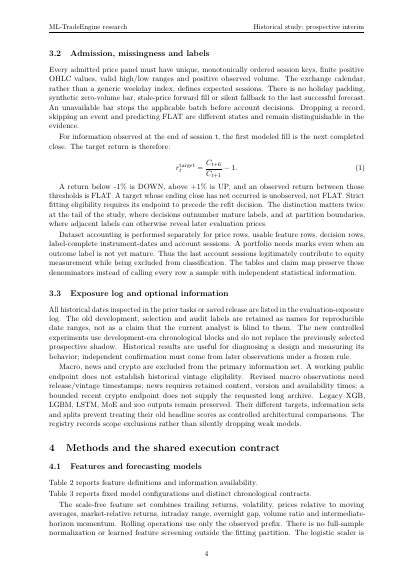 ML-TradeEngine research Historical study; prospective interim
3.2 Admission, missingness and labels
Every admitted price panel must have unique, monotonically ordered session keys, finite positive
OHLC values, valid high/low ranges and positive observed volume. The exchange calendar,
rather than a generic weekday index, defines expected sessions. There is no holiday padding,
synthetic zero-volume bar, stale-price forward fill or silent fallback to the last successful forecast.
An unavailable bar stops the applicable batch before account decisions. Dropping a record,
skipping an event and predicting FLAT are different states and remain distinguishable in the
evidence.
For information observed at the end of session t, the first modeled fill is the next completed
close. The target return is therefore:
r_t^target = C_{t+6} / C_{t+1} − 1. (1)
A return below -1% is DOWN, above +1% is UP, and an observed return between those
thresholds is FLAT. A target whose ending close has not occurred is unobserved, not FLAT. Strict
fitting eligibility requires its endpoint to precede the refit decision. The distinction matters twice
at the tail of the study, where decisions outnumber mature labels, and at partition boundaries,
where adjacent labels can otherwise reveal later evaluation prices.
Dataset accounting is performed separately for price rows, usable feature rows, decision rows,
label-complete instrument-dates and account sessions. A portfolio needs marks even when an
outcome label is not yet mature. Thus the last account sessions legitimately contribute to equity
measurement while being excluded from classification. The tables and claim map preserve those
denominators instead of calling every row a sample with independent statistical information.
3.3 Exposure log and optional information
All historical dates inspected in the prior tasks or saved release are listed in the evaluation-exposure
log. The old development, selection and audit labels are retained as names for reproducible
date ranges, not as a claim that the current analyst is blind to them. The new controlled
experiments use development-era chronological blocks and do not replace the previously selected
prospective shadow. Historical results are useful for diagnosing a design and measuring its
behavior; independent confirmation must come from later observations under a frozen rule.
Macro, news and crypto are excluded from the primary information set. A working public
endpoint does not establish historical vintage eligibility. Revised macro observations need
release/vintage timestamps; news requires retained content, version and availability times; a
bounded recent crypto endpoint does not supply the requested long archive. Legacy XGB,
LGBM, LSTM, MoE and zoo outputs remain preserved. Their different targets, information sets
and splits prevent treating their old headline scores as controlled architectural comparisons. The
registry records scope exclusions rather than silently dropping weak models.
4 Methods and the shared execution contract
4.1 Features and forecasting models
Table 2 reports feature definitions and information availability.
Table 3 reports fixed model configurations and distinct chronological contracts.
The scale-free feature set combines trailing returns, volatility, prices relative to moving
averages, market-relative returns, intraday range, overnight gap, volume ratio and intermediate-
horizon momentum. Rolling operations use only the observed prefix. There is no full-sample
normalization or learned feature screening outside the fitting partition. The logistic scaler is
4